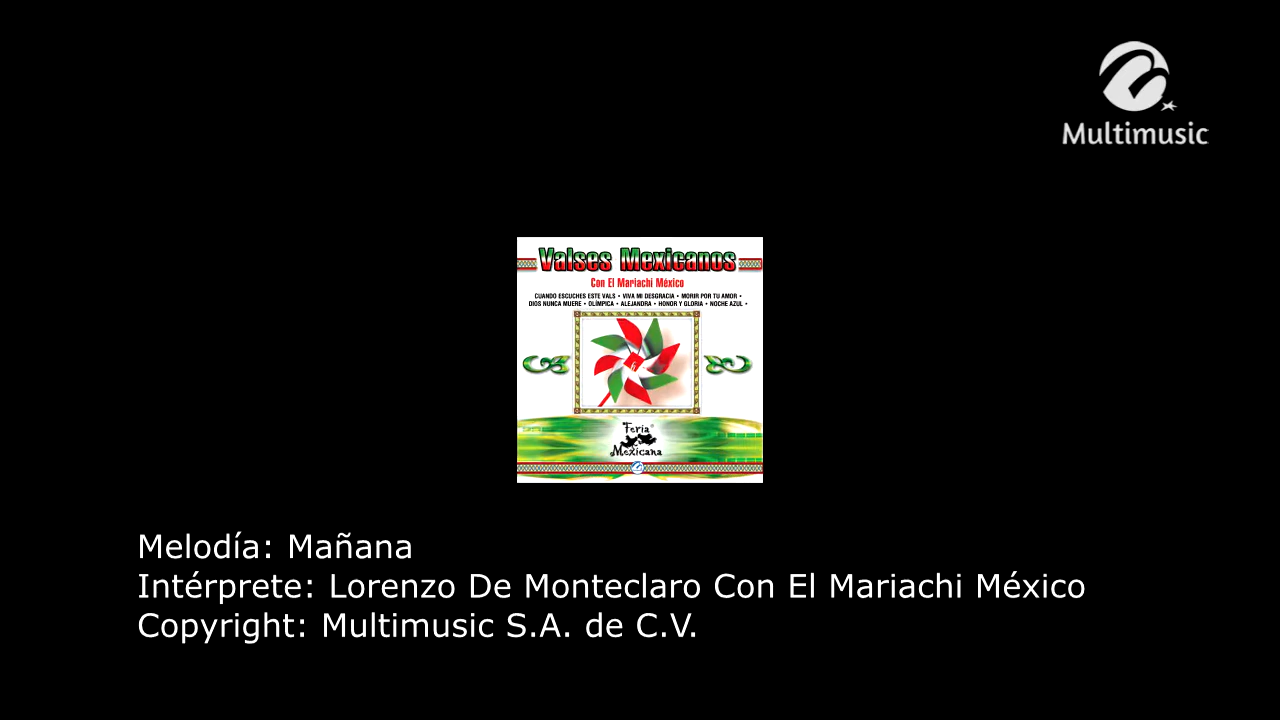 Multimusic
Valses Mexicanos
Con El Mariachi México
CUANDO ESCUCHES ESTE VALS • VIVA MI DESGRACIA • MORIR POR TU AMOR •
DIOS NUNCA MUERE • OLÍMPICA • ALEJANDRA • HONOR Y GLORIA • NOCHE AZUL •
Feria
Mexicana
Melodía: Mañana
Intérprete: Lorenzo De Monteclaro Con El Mariachi México
Copyright: Multimusic S.A. de C.V.